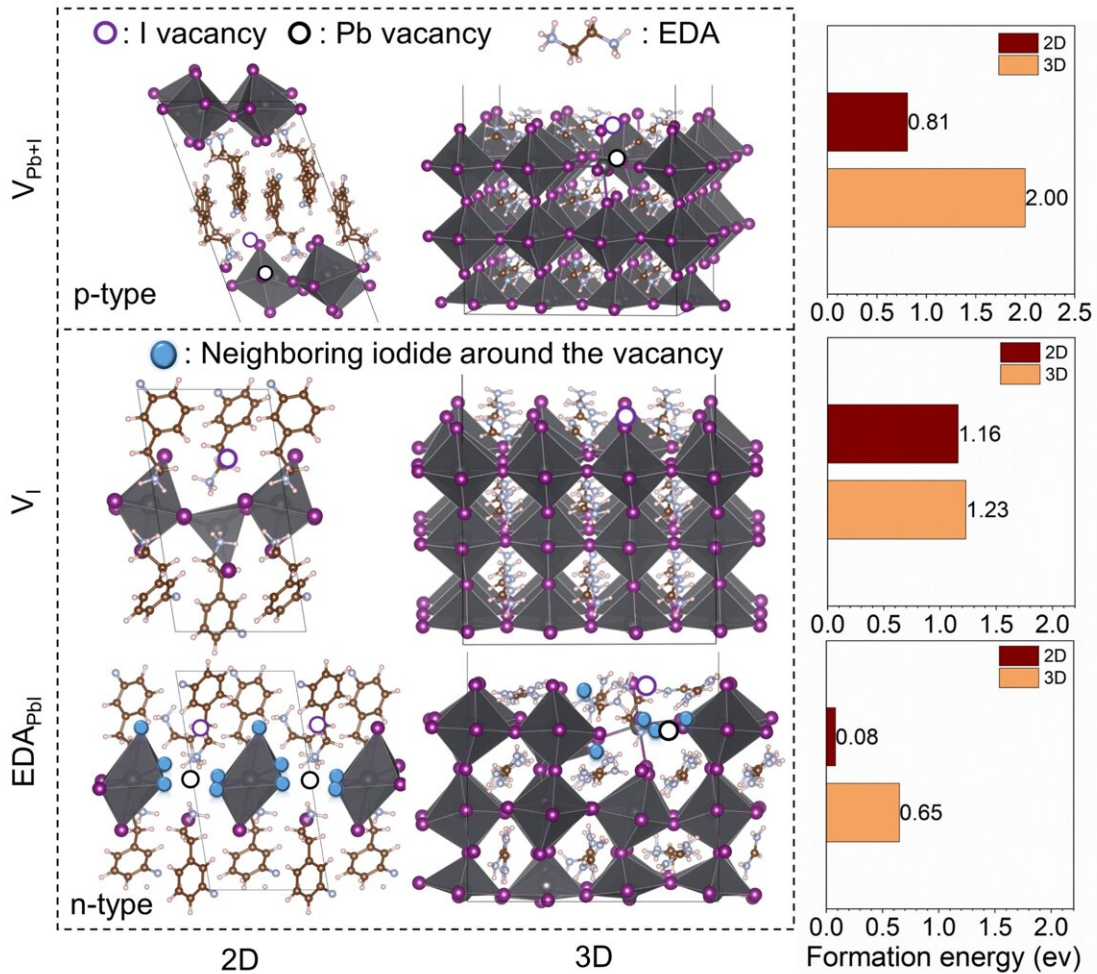 : I vacancy : Pb vacancy : EDA
V_Pb+I
p-type
2D
3D
0.81
2.00
0.0 0.5 1.0 1.5 2.0 2.5
: Neighboring iodide around the vacancy
V_I
2D
3D
1.16
1.23
0.0 0.5 1.0 1.5 2.0
EDA_PbI
n-type
2D
3D
0.08
0.65
0.0 0.5 1.0 1.5 2.0
2D 3D Formation energy (ev)